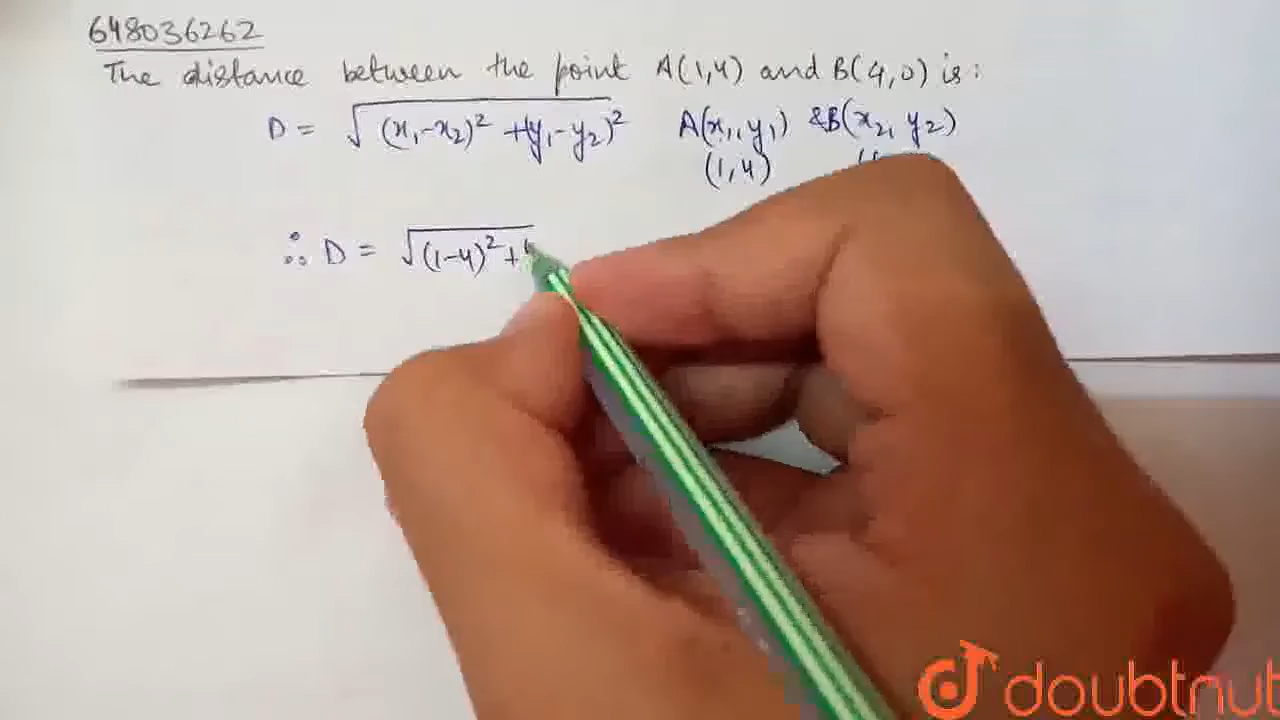 648036262
The distance between the point A(1,4) and B(4,0) is:
D = √(x₁-x₂)² + (y₁-y₂)² A(x₁,y₁) &B(x₂, y₂)
(1,4)
∴ D = √(1-4)² +
doubtnut